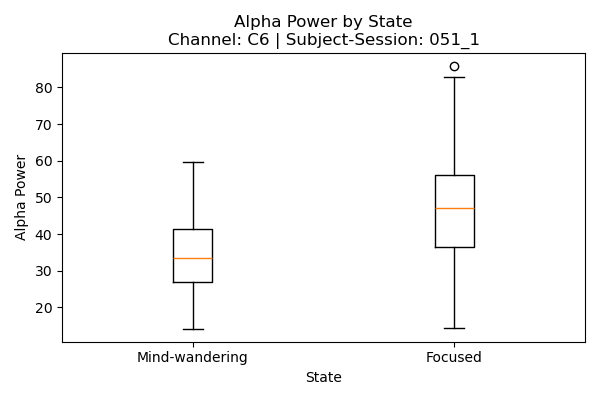 Alpha Power by State
Channel: C6 | Subject-Session: 051_1
Alpha Power
80
70
60
50
40
30
20
Mind-wandering
Focused
State